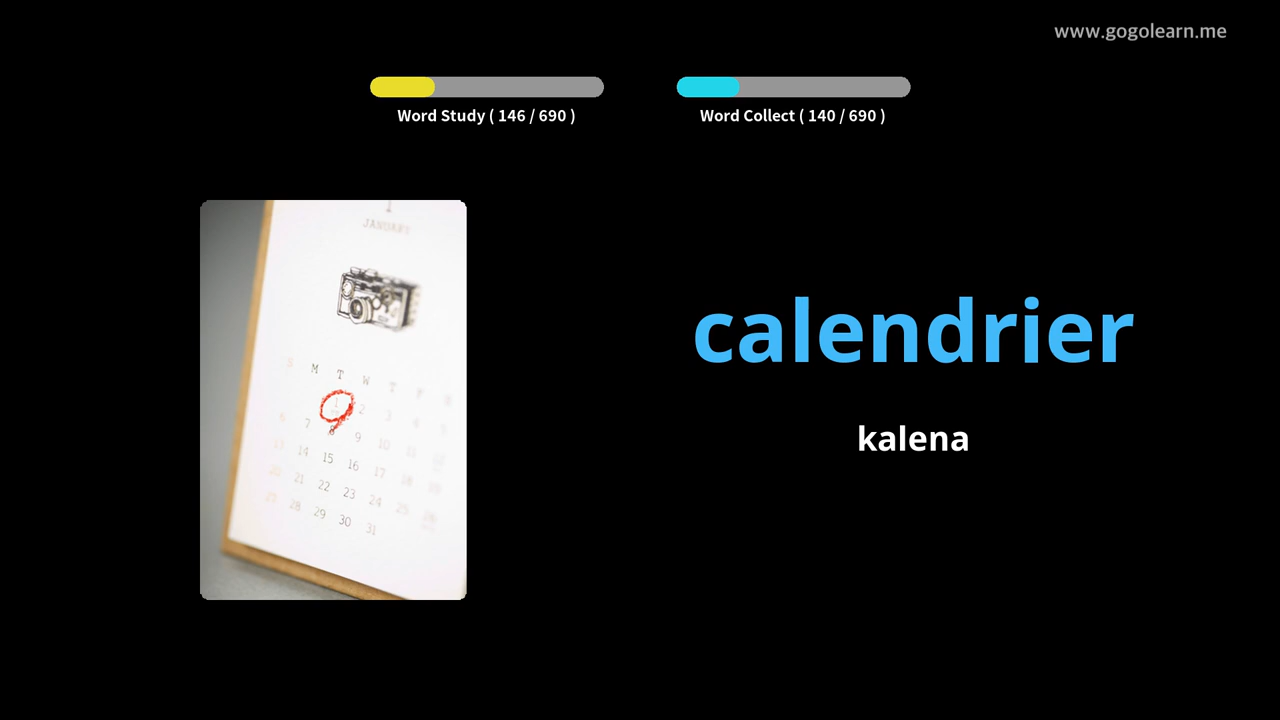 www.gogolearn.me
Word Study ( 146 / 690 )
Word Collect ( 140 / 690 )
JANUARY
S M T W T F S
1 2 3 4 5
6 7 8 9 10 11 12
13 14 15 16 17 18 19
20 21 22 23 24 25 26
28 29 30 31
calendrier
kalena